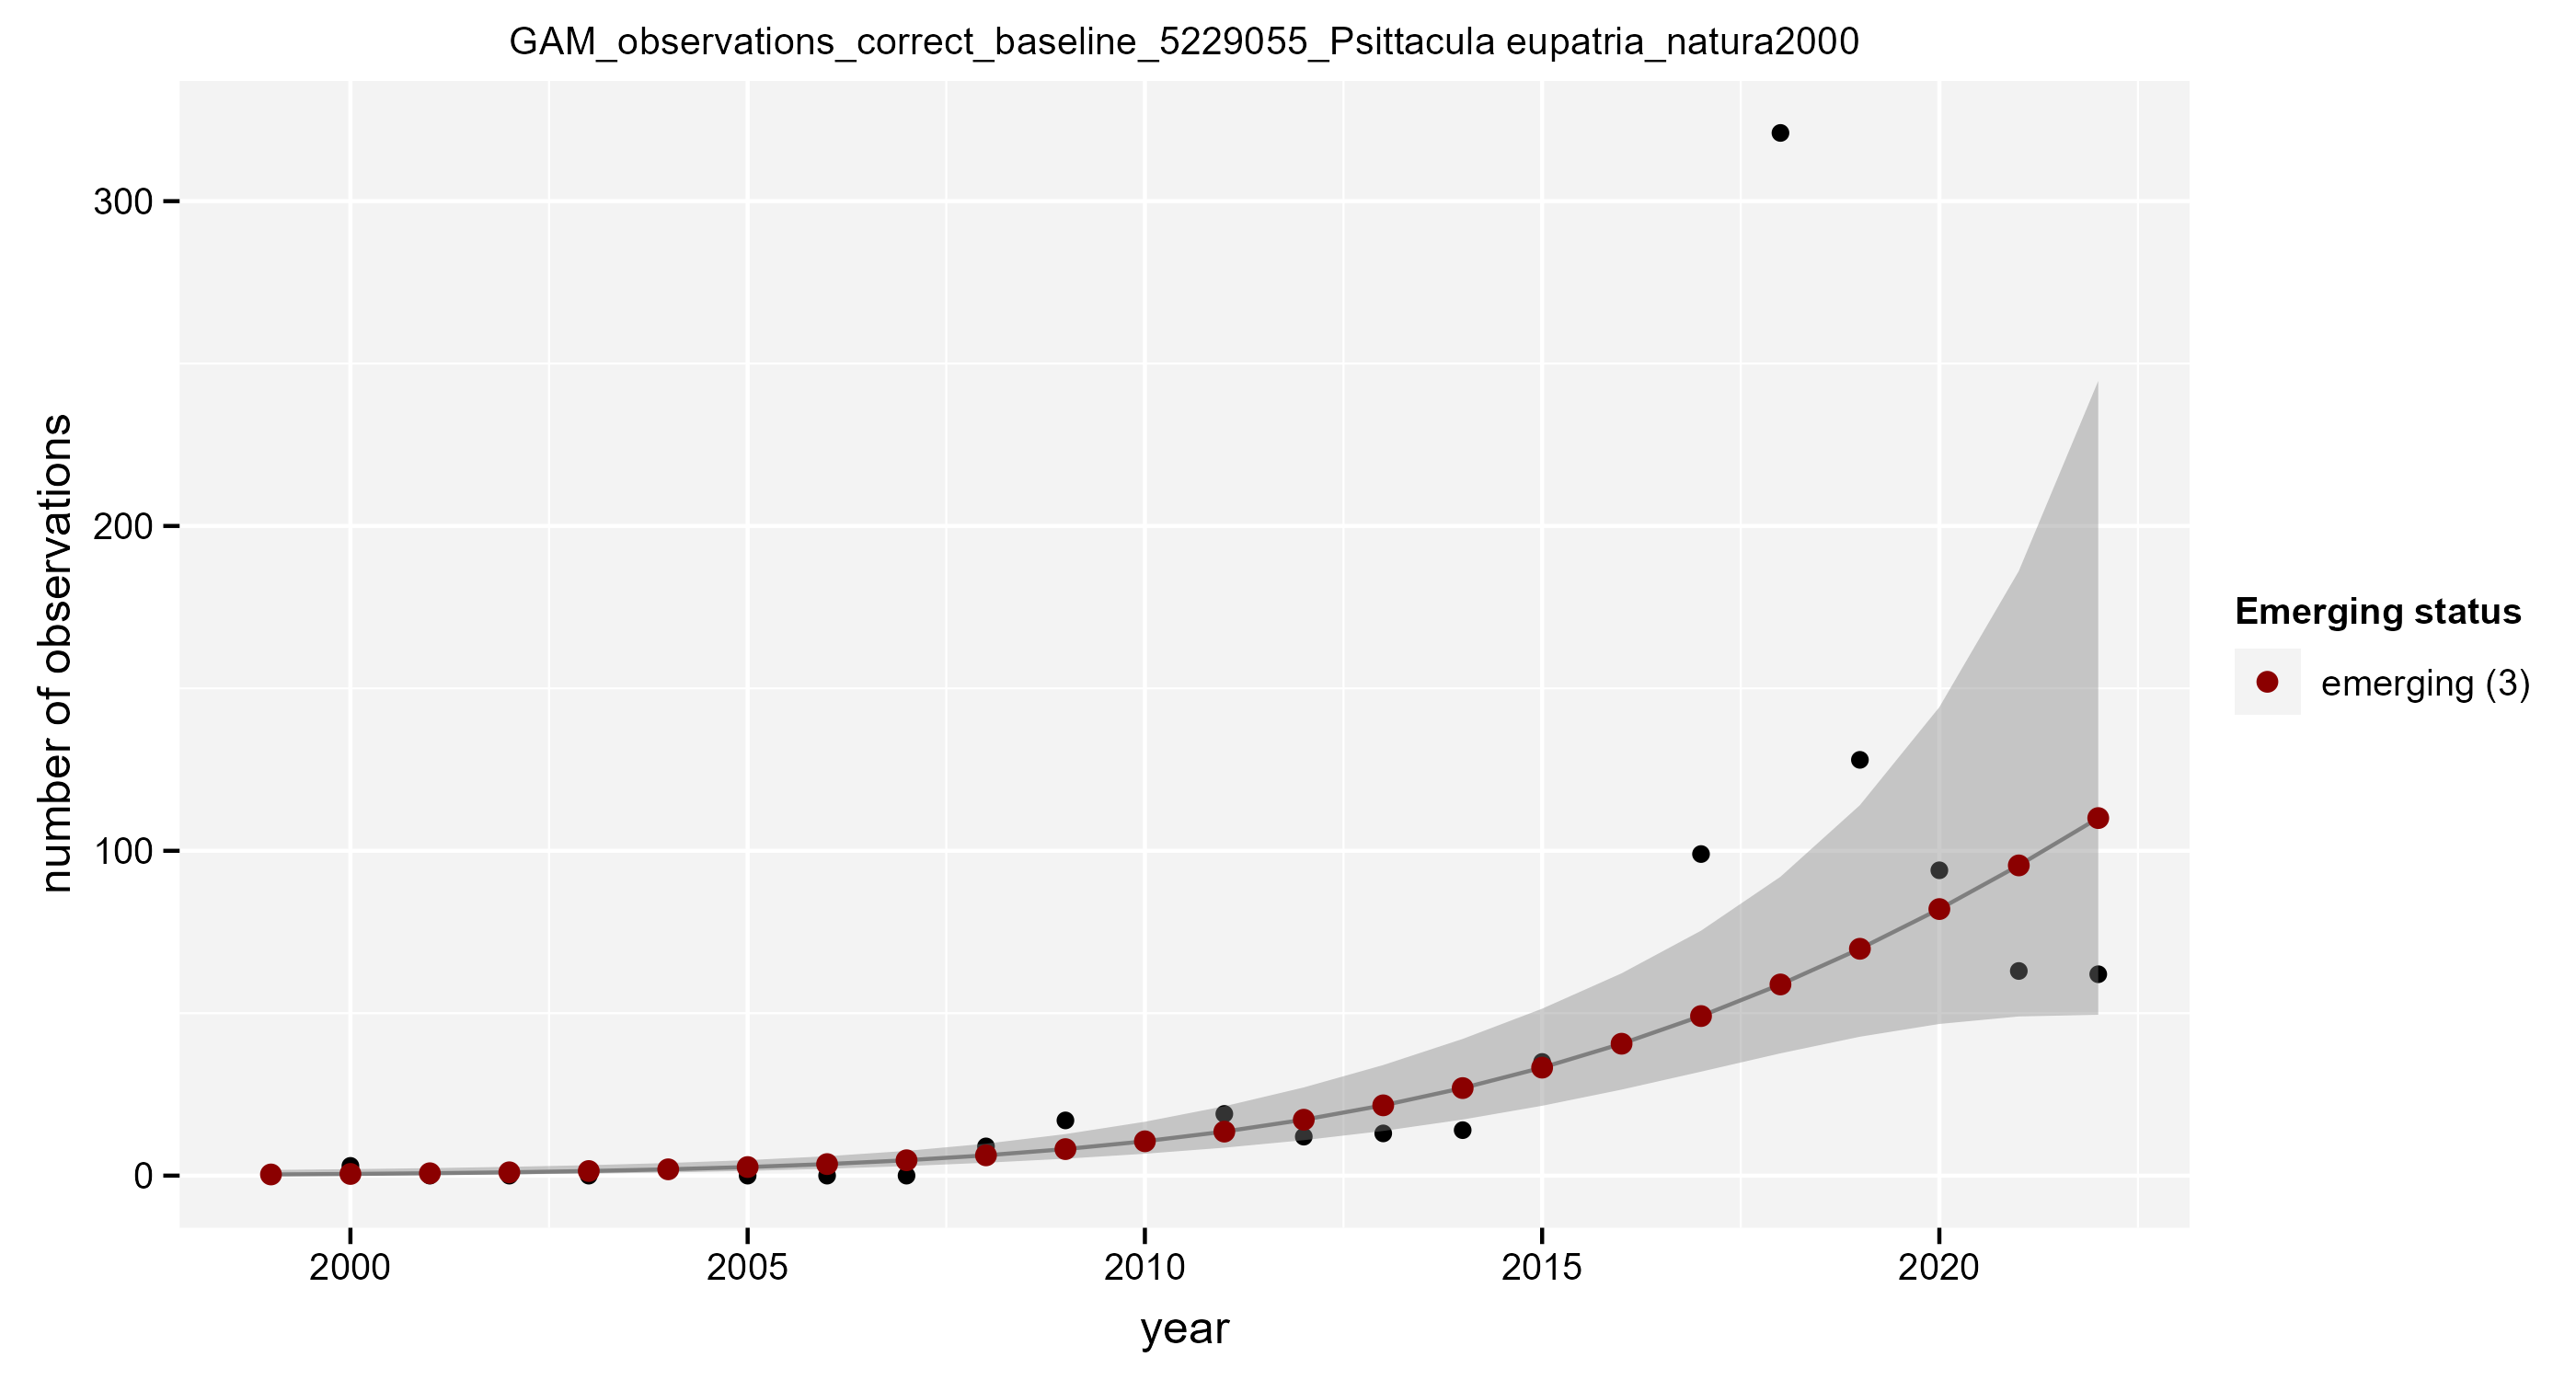 GAM_observations_correct_baseline_5229055_Psittacula eupatria_natura2000
number of observations
300
200
100
0
2000 2005 2010 2015 2020
year
Emerging status
emerging (3)